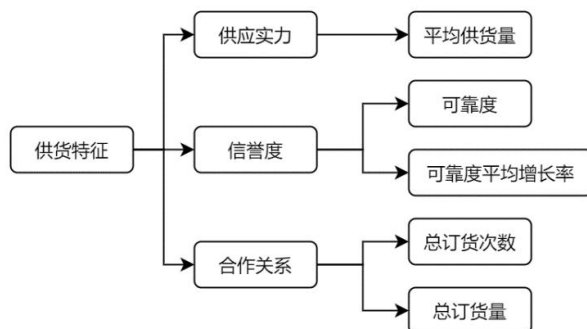 供应实力
平均供货量
可靠度
供货特征
信誉度
可靠度平均增长率
总订货次数
合作关系
总订货量